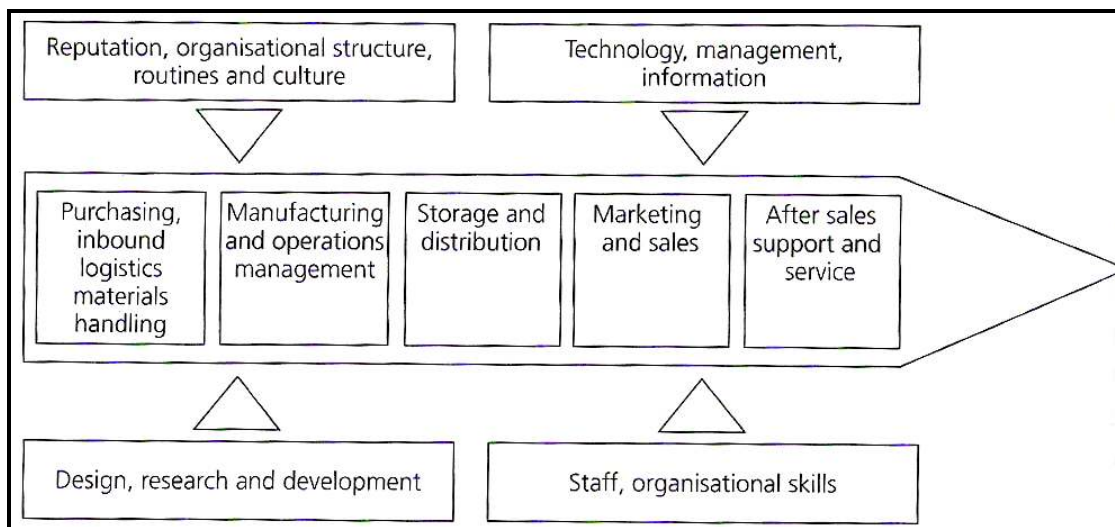 Reputation, organisational structure,
routines and culture
Technology, management,
information
Purchasing,
inbound
logistics
materials
handling
Manufacturing
and operations
management
Storage and
distribution
Marketing
and sales
After sales
support and
service
Design, research and development
Staff, organisational skills